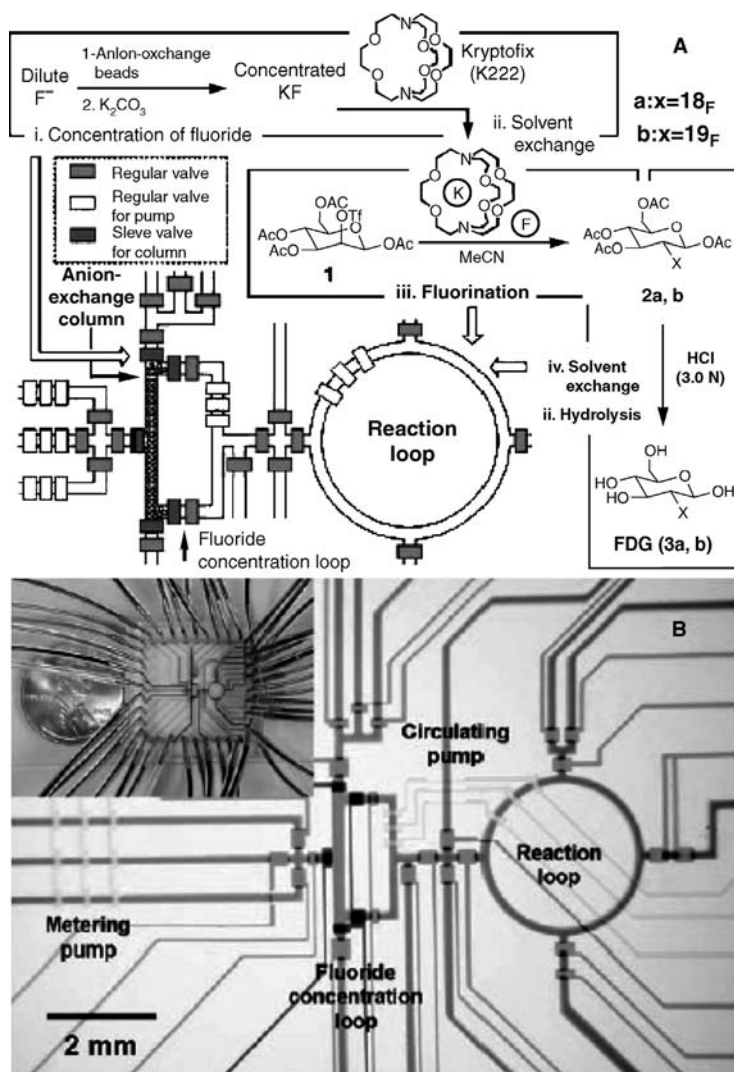 A
1-Anlon-oxchange
beads
Dilute
F⁻
2. K₂CO₃
Concentrated
KF
Kryptofix
(K222)
N
O
O
O
O
O
O
N
a:x=18F
b:x=19F
i. Concentration of fluoride
ii. Solvent
exchange
Regular valve
Regular valve
for pump
Sleve valve
for column
N
O
O
O
O
K
O
O
N
F
OAC
OTf
AcO
AcO
OAc
1
MeCN
OAC
AcO
AcO
OAc
X
2a, b
iii. Fluorination
Anion-
exchange
column
iv. Solvent
exchange
ii. Hydrolysis
HCl
(3.0 N)
Reaction
loop
OH
HO
HO
O
OH
X
FDG (3a, b)
Fluoride
concentration loop
B
Circulating
pump
Reaction
loop
Metering
pump
Fluoride
concentration
loop
2 mm